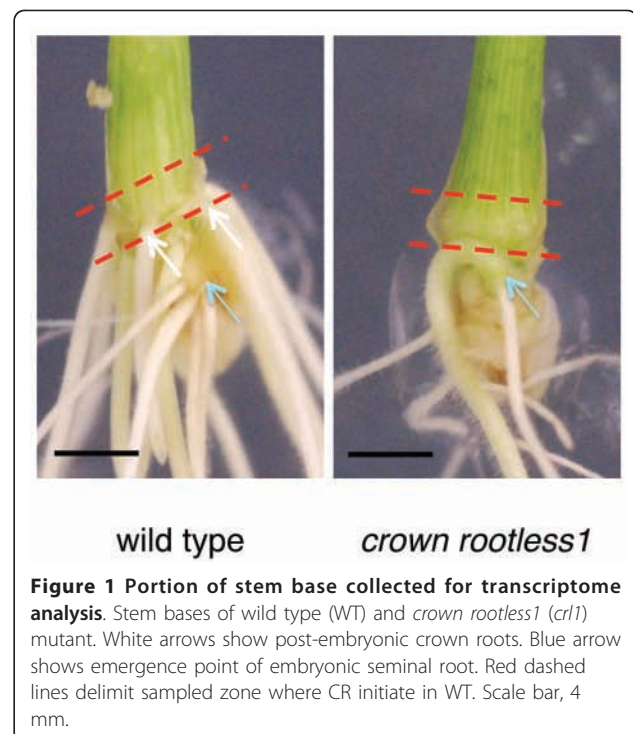 wild type
crown rootless1
Figure 1 Portion of stem base collected for transcriptome
analysis. Stem bases of wild type (WT) and crown rootless1 (crl1)
mutant. White arrows show post-embryonic crown roots. Blue arrow
shows emergence point of embryonic seminal root. Red dashed
lines delimit sampled zone where CR initiate in WT. Scale bar, 4
mm.